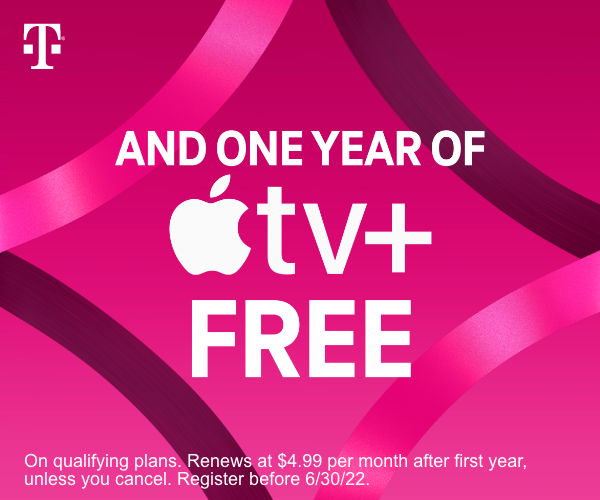 T
AND ONE YEAR OF
tv+
FREE
On qualifying plans. Renews at $4.99 per month after first year,
unless you cancel. Register before 6/30/22.